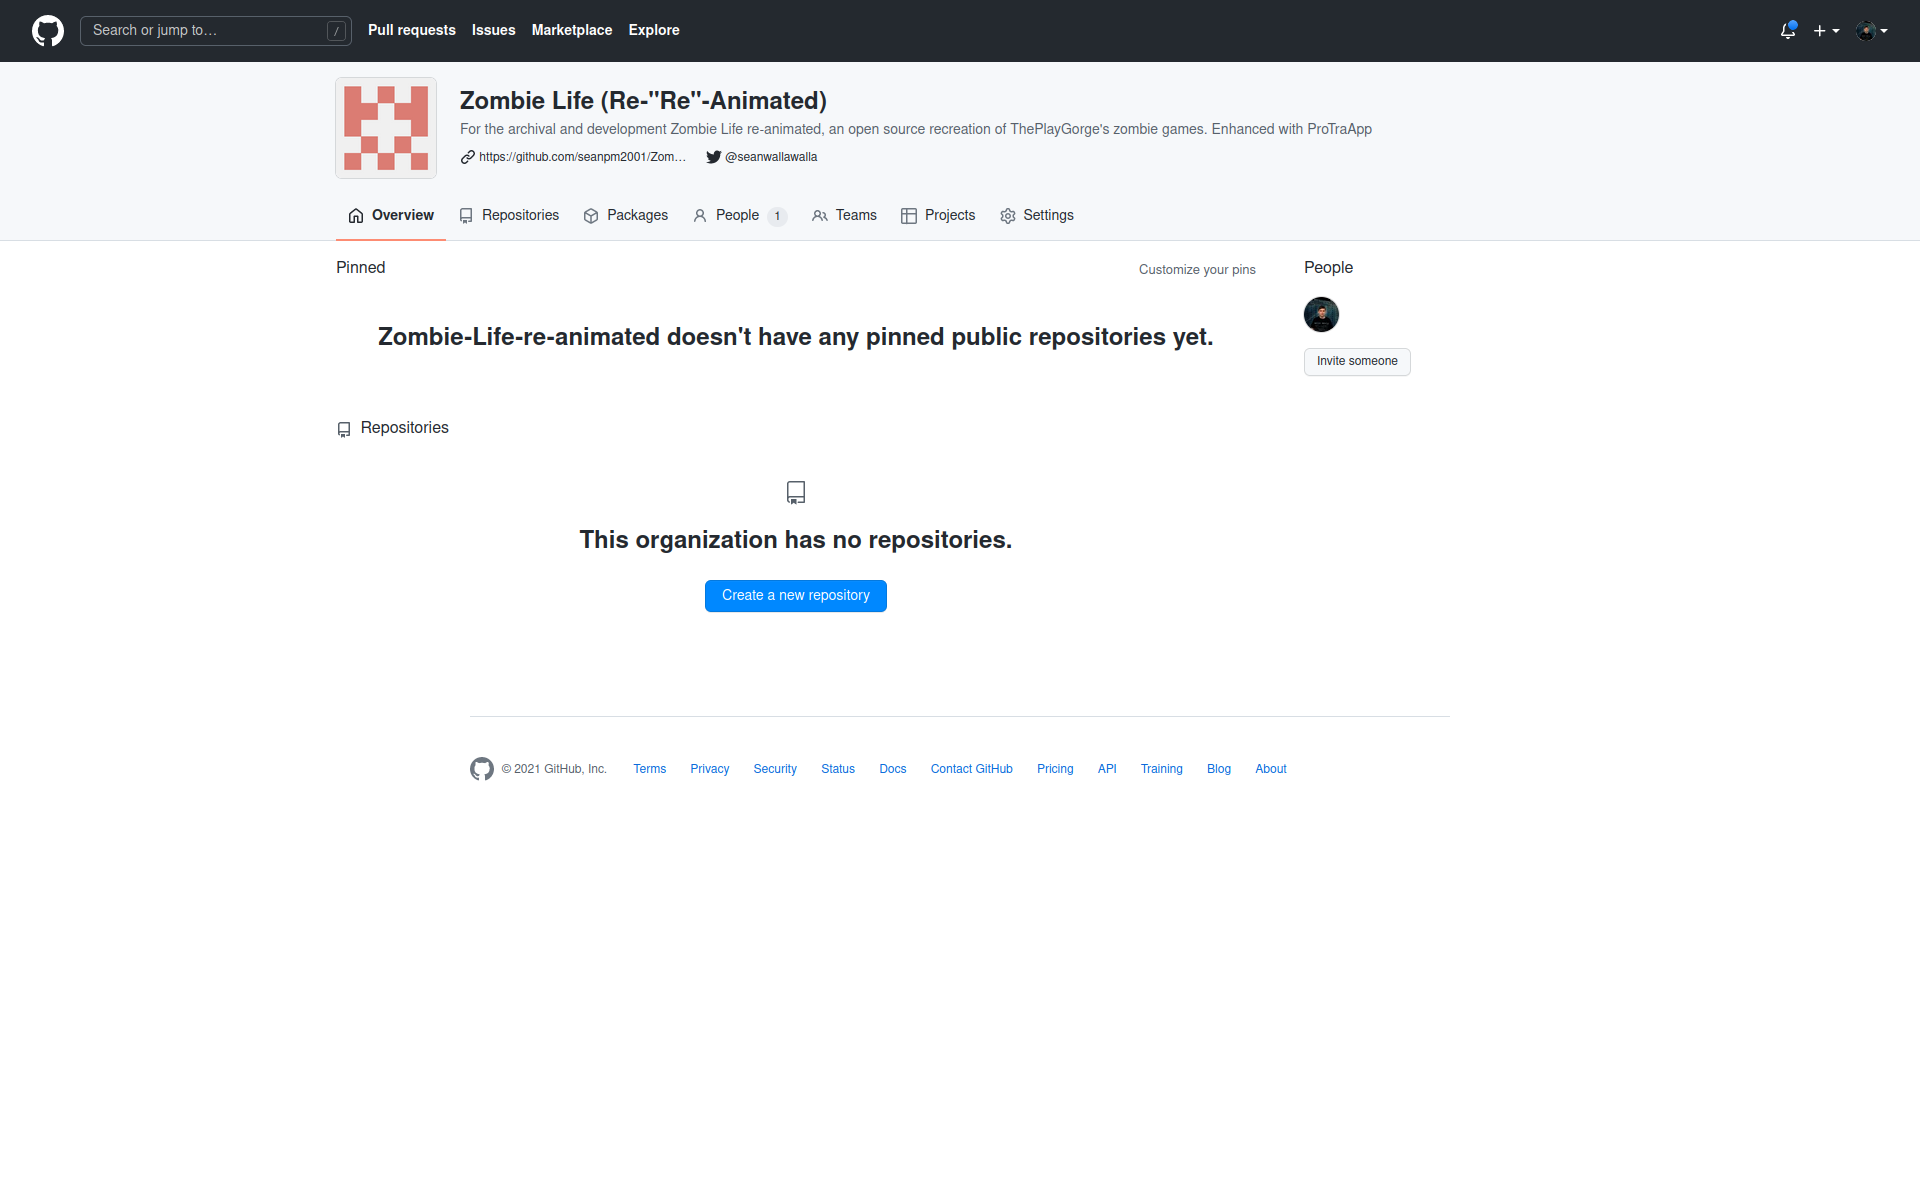 Search or jump to…
/
Pull requests Issues Marketplace Explore
Zombie Life (Re-"Re"-Animated)
For the archival and development Zombie Life re-animated, an open source recreation of ThePlayGorge's zombie games. Enhanced with ProTraApp
https://github.com/seanpm2001/Zom… @seanwallawalla
Overview Repositories Packages People 1 Teams Projects Settings
Pinned Customize your pins
Zombie-Life-re-animated doesn't have any pinned public repositories yet.
People
Invite someone
Repositories
This organization has no repositories.
Create a new repository
© 2021 GitHub, Inc. Terms Privacy Security Status Docs Contact GitHub Pricing API Training Blog About